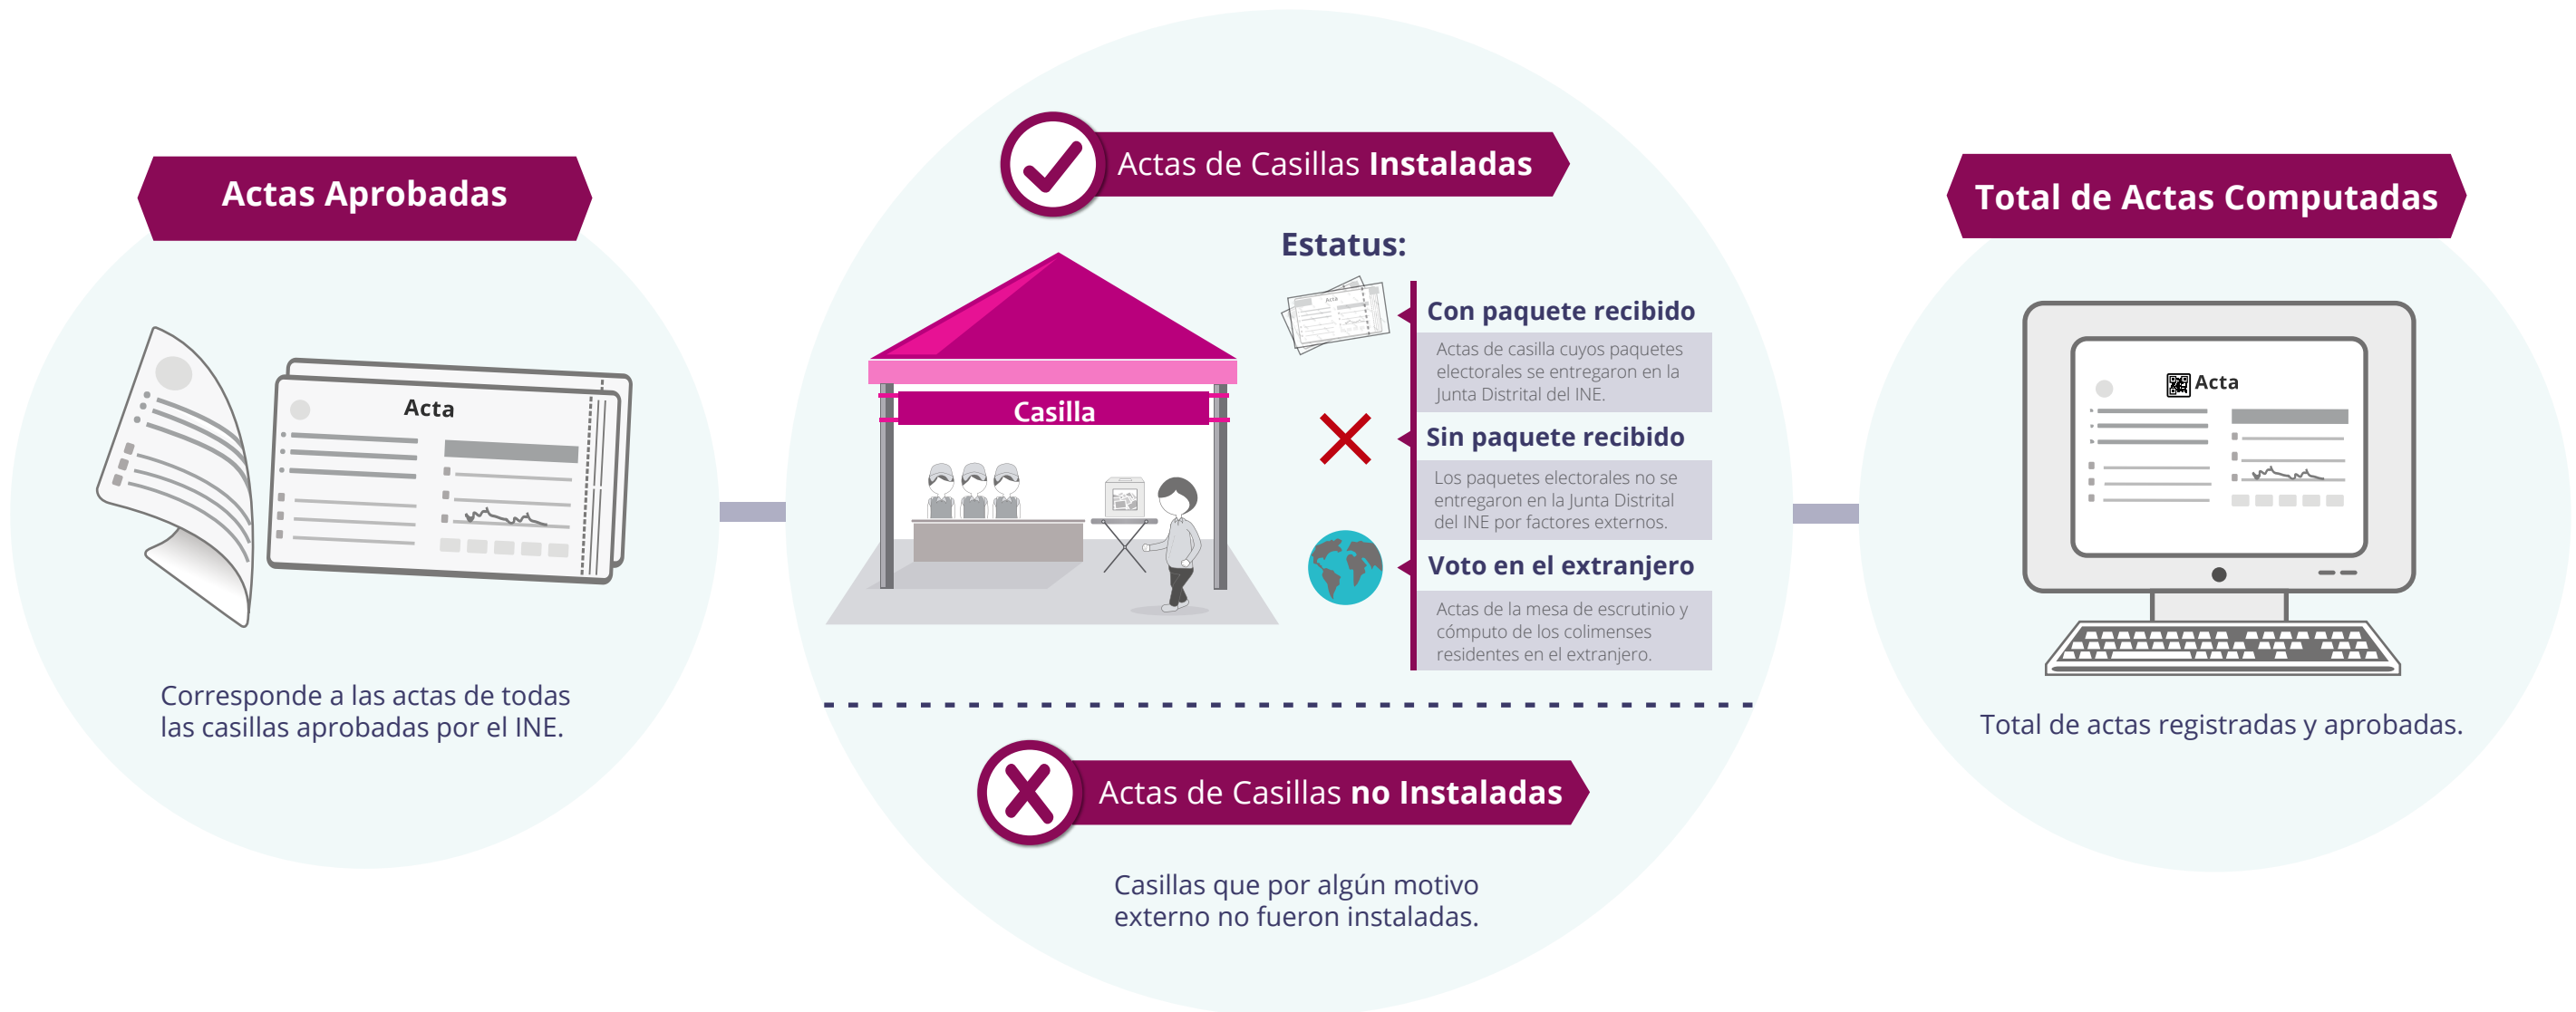 Actas Aprobadas
Acta
Corresponde a las actas de todas
las casillas aprobadas por el INE.
Actas de Casillas Instaladas
Casilla
Estatus:
Acta
Con paquete recibido
Actas de casilla cuyos paquetes
electorales se entregaron en la
Junta Distrital del INE.
Sin paquete recibido
Los paquetes electorales no se
entregaron en la Junta Distrital
del INE por factores externos.
Voto en el extranjero
Actas de la mesa de escrutinio y
cómputo de los colimenses
residentes en el extranjero.
Actas de Casillas no Instaladas
Casillas que por algún motivo
externo no fueron instaladas.
Total de Actas Computadas
Acta
Total de actas registradas y aprobadas.